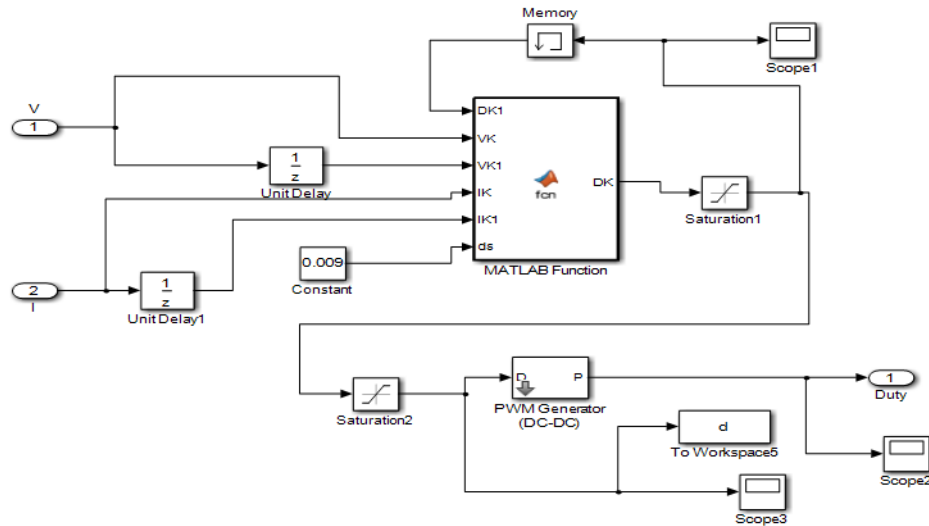 Memory
Scope1
V
1
DK1
VK
VK1
IK
IK1
ds
fcn
DK
MATLAB Function
1
z
Unit Delay
Saturation1
0.009
Constant
2
I
1
z
Unit Delay1
Saturation2
D
P
PWM Generator
(DC-DC)
1
Duty
d
To Workspace5
Scope2
Scope3